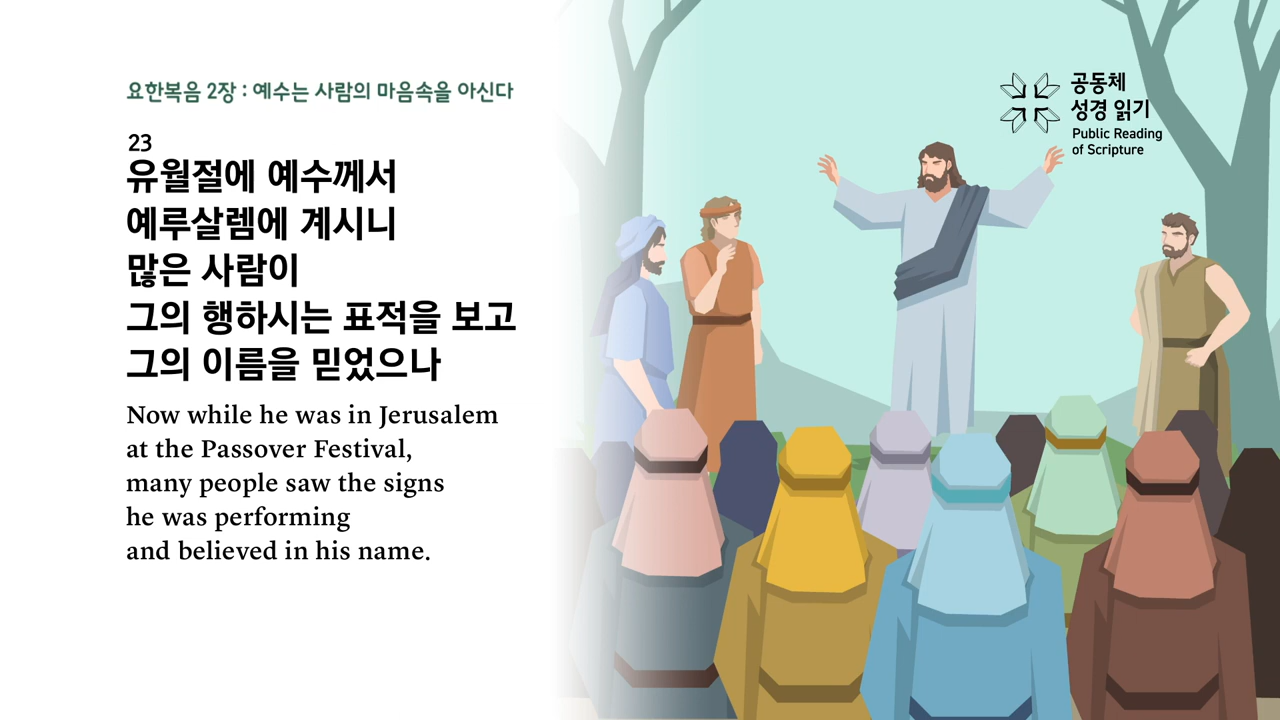 요한복음 2장 : 예수는 사람의 마음속을 아신다
23
유월절에 예수께서
예루살렘에 계시니
많은 사람이
그의 행하시는 표적을 보고
그의 이름을 믿었으나
Now while he was in Jerusalem
at the Passover Festival,
many people saw the signs
he was performing
and believed in his name.
공동체
성경 읽기
Public Reading
of Scripture